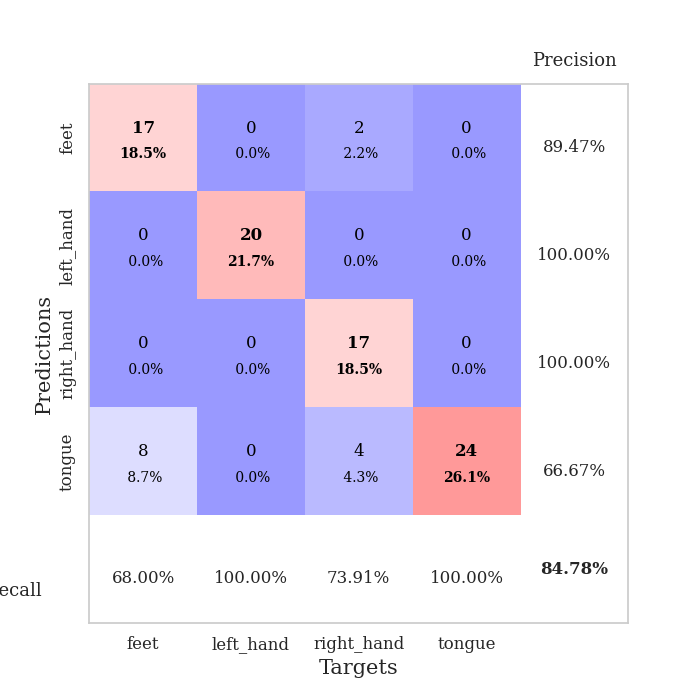 Precision
feet
17 0 2 0
18.5% 0.0% 2.2% 0.0%
89.47%
left_hand
0 20 0 0
0.0% 21.7% 0.0% 0.0%
100.00%
right_hand
0 0 17 0
0.0% 0.0% 18.5% 0.0%
100.00%
tongue
8 0 4 24
8.7% 0.0% 4.3% 26.1%
66.67%
Predictions
ecall
68.00% 100.00% 73.91% 100.00%
84.78%
feet left_hand right_hand tongue
Targets